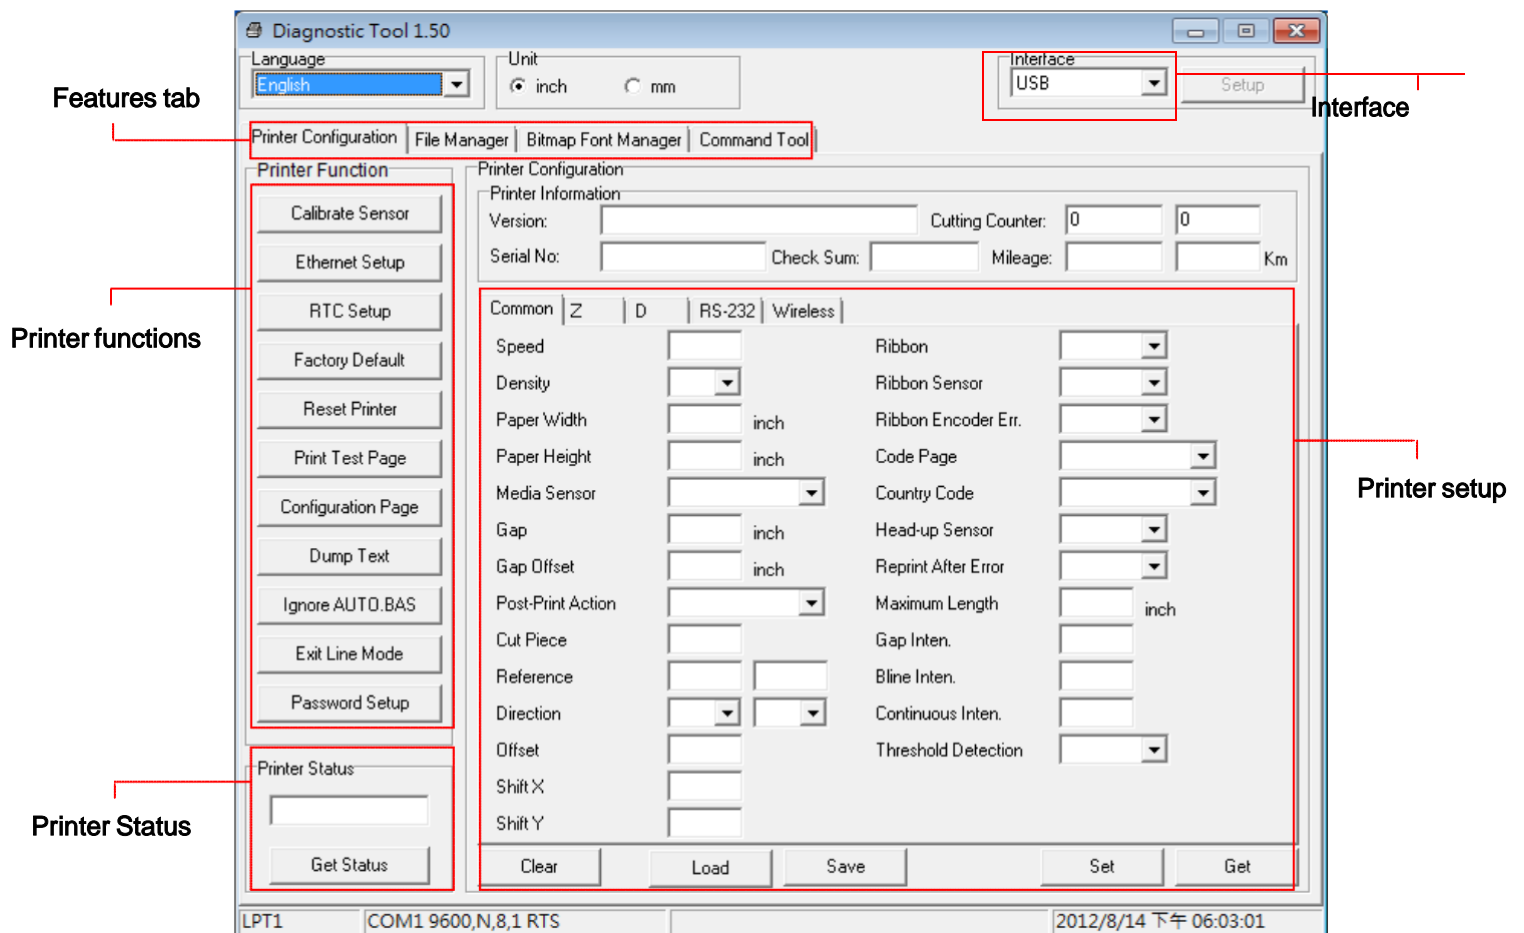 Diagnostic Tool 1.50
Language
Unit
Interface
English
inch
mm
USB
Setup
Features tab
Interface
Printer Configuration
File Manager
Bitmap Font Manager
Command Tool
Printer Function
Calibrate Sensor
Ethernet Setup
RTC Setup
Factory Default
Reset Printer
Print Test Page
Configuration Page
Dump Text
Ignore AUTO.BAS
Exit Line Mode
Password Setup
Printer functions
Printer Status
Get Status
Printer Status
Printer Configuration
Printer Information
Version:
Cutting Counter:
0
0
Serial No:
Check Sum:
Mileage:
Km
Common
Z
D
RS-232
Wireless
Speed
Density
Paper Width
inch
Paper Height
inch
Media Sensor
Gap
inch
Gap Offset
inch
Post-Print Action
Cut Piece
Reference
Direction
Offset
Shift X
Shift Y
Ribbon
Ribbon Sensor
Ribbon Encoder Err.
Code Page
Country Code
Head-up Sensor
Reprint After Error
Maximum Length
inch
Gap Inten.
Bline Inten.
Continuous Inten.
Threshold Detection
Printer setup
Clear
Load
Save
Set
Get
LPT1
COM1 9600,N,8,1 RTS
2012/8/14 下午 06:03:01